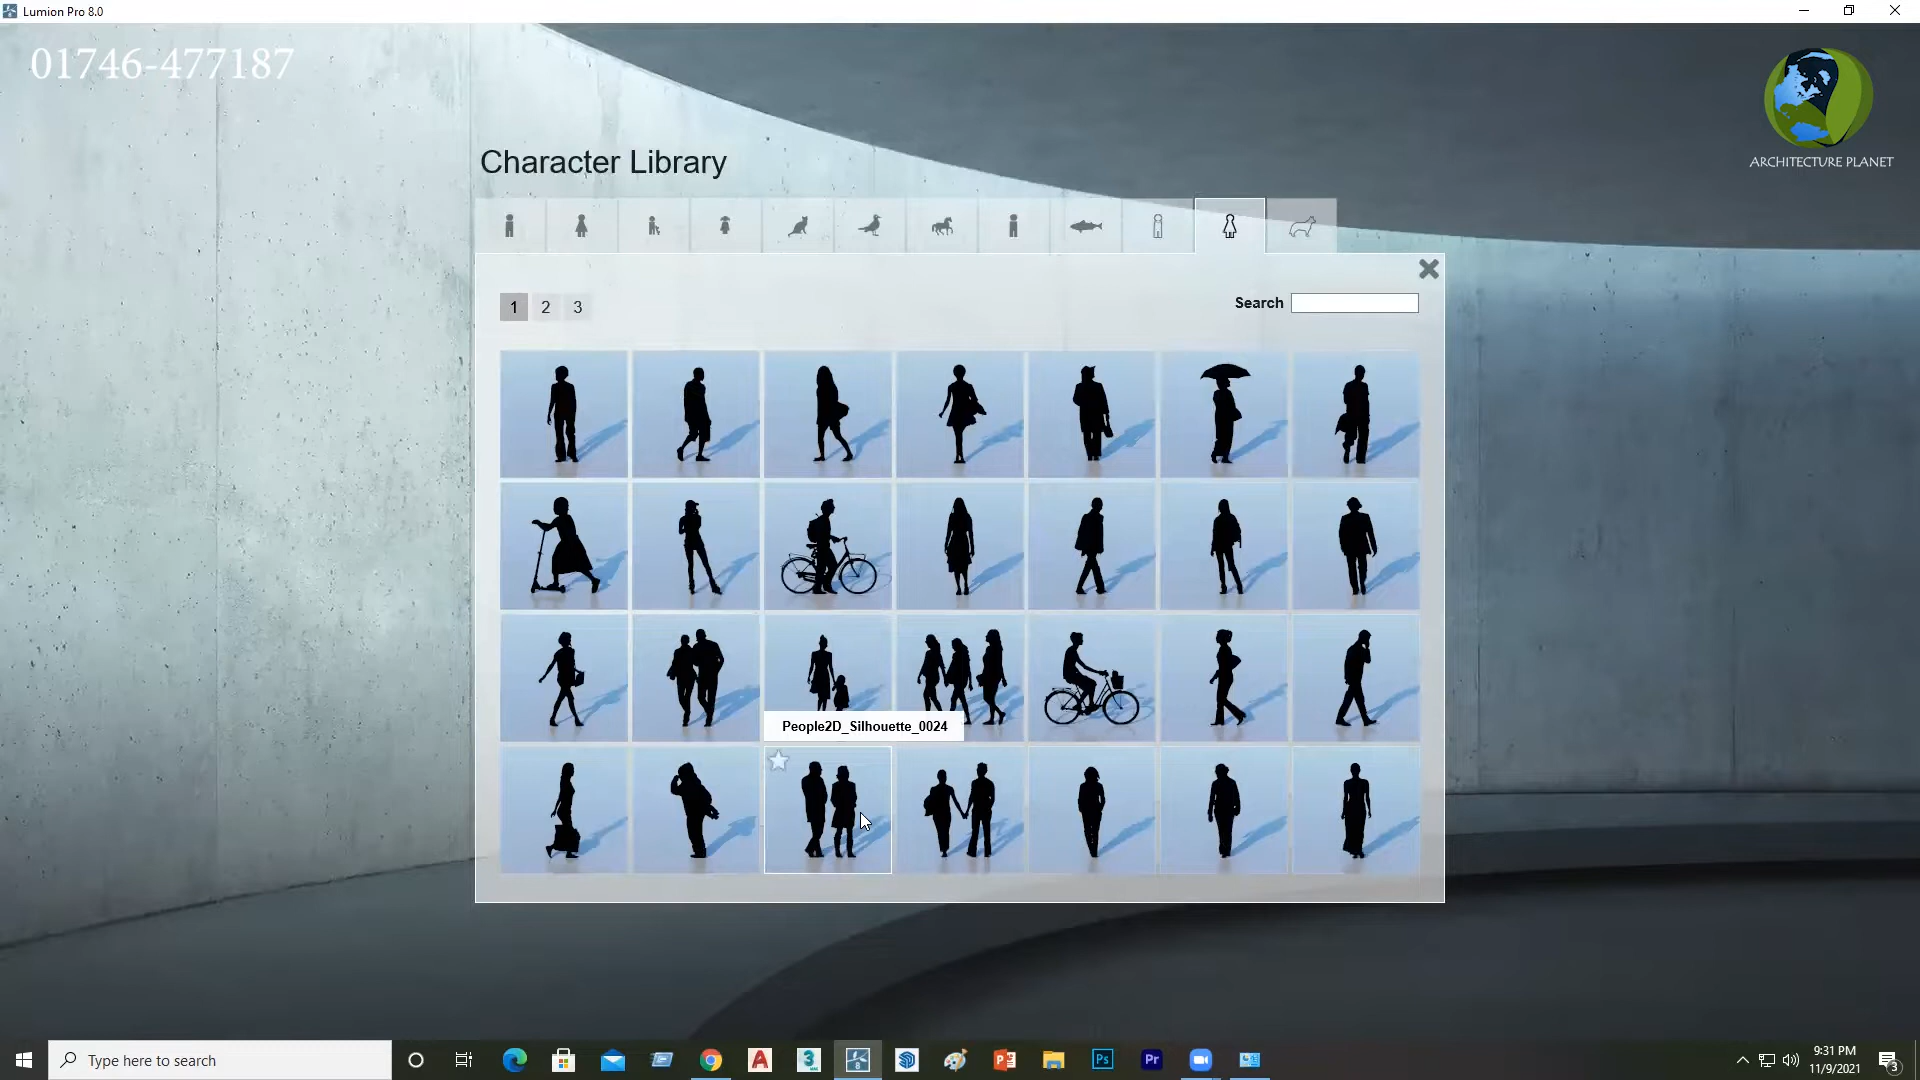 Lumion Pro 8.0
01746-477187
ARCHITECTURE PLANET
Character Library
1 2 3
Search
People2D_Silhouette_0024
Type here to search
9:31 PM
11/9/2021
3